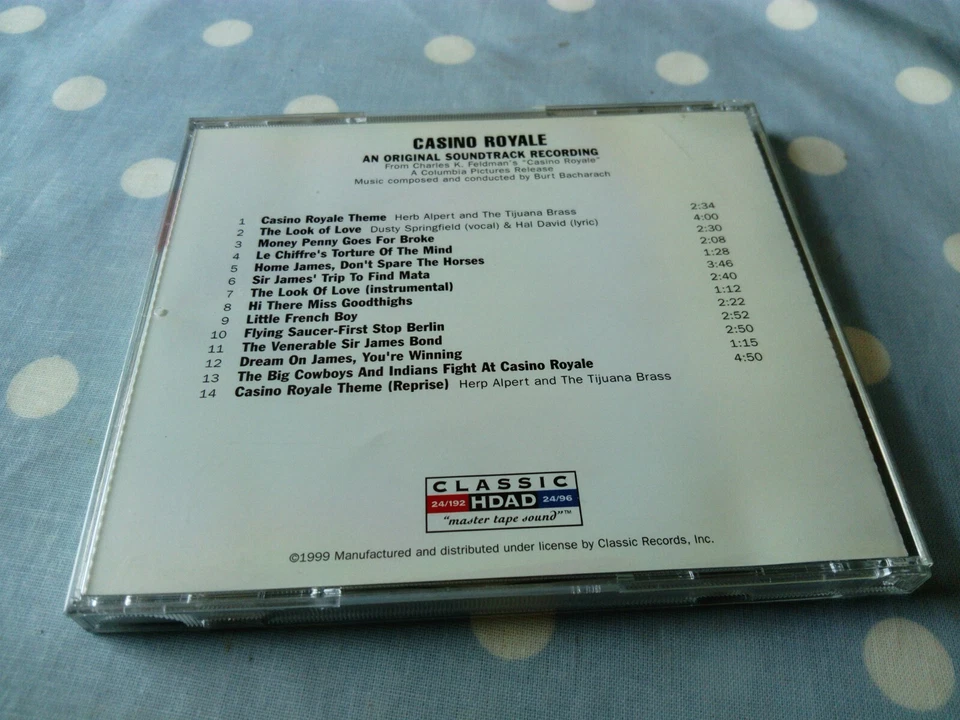 CASINO ROYALE
AN ORIGINAL SOUNDTRACK RECORDING
From Charles K. Feldman's "Casino Royale"
A Columbia Pictures Release
Music composed and conducted by Burt Bacharach
1 Casino Royale Theme Herb Alpert and The Tijuana Brass 2:34
2 The Look of Love Dusty Springfield (vocal) & Hal David (lyric) 4:00
3 Money Penny Goes For Broke 2:30
4 Le Chiffre's Torture Of The Mind 2:08
5 Home James, Don't Spare The Horses 1:28
6 Sir James' Trip To Find Mata 3:46
7 The Look Of Love (instrumental) 2:40
8 Hi There Miss Goodthighs 1:12
9 Little French Boy 2:22
10 Flying Saucer-First Stop Berlin 2:52
11 The Venerable Sir James Bond 2:50
12 Dream On James, You're Winning 1:15
13 The Big Cowboys And Indians Fight At Casino Royale 4:50
14 Casino Royale Theme (Reprise) Herp Alpert and The Tijuana Brass
CLASSIC
24/192 HDAD 24/96
"master tape sound"™
©1999 Manufactured and distributed under license by Classic Records, Inc.